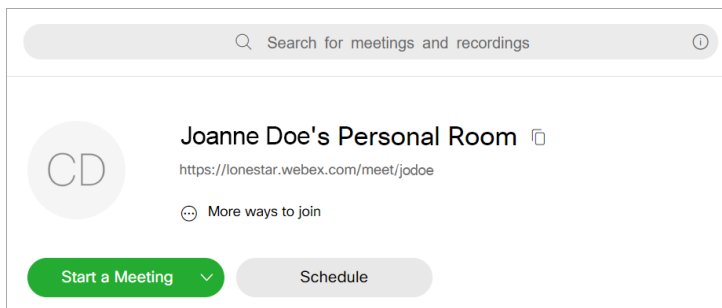 Search for meetings and recordings
CD
Joanne Doe's Personal Room
https://lonestar.webex.com/meet/jodoe
More ways to join
Start a Meeting
Schedule